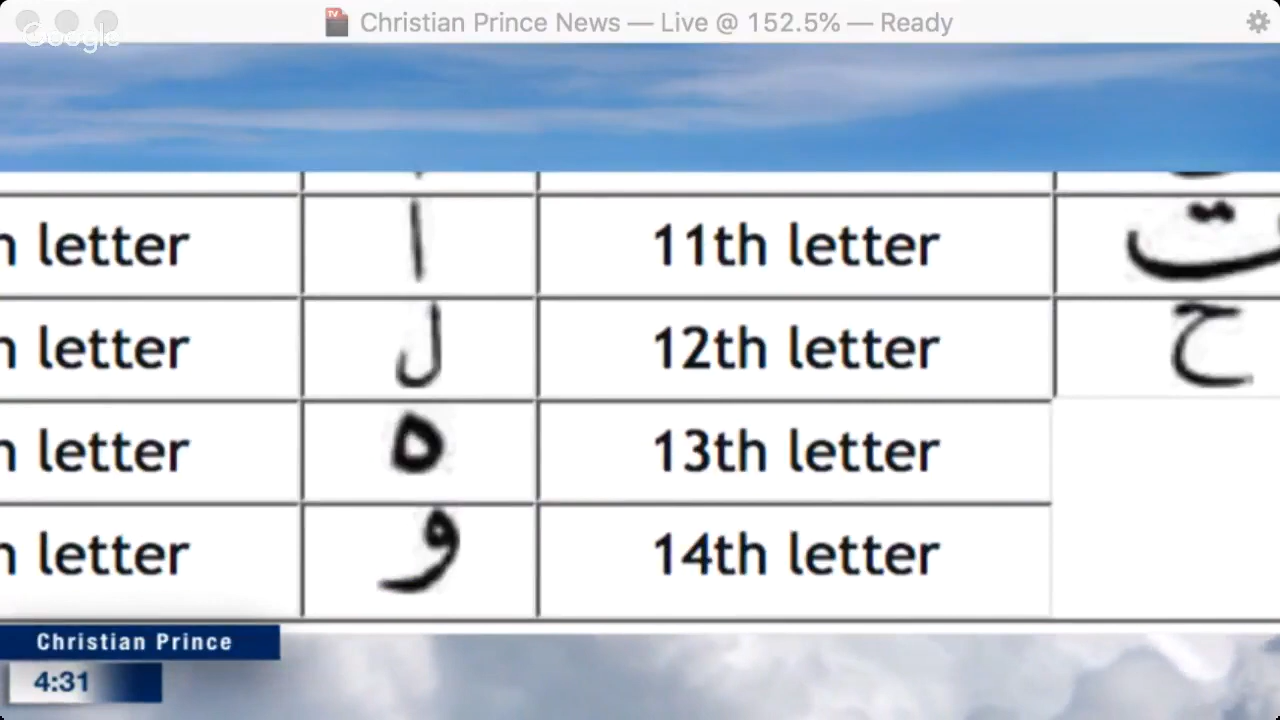 Christian Prince News — Live @ 152.5% — Ready
Google
letter ا 11th letter ت
letter ل 12th letter ح
letter ه 13th letter
letter و 14th letter
Christian Prince
4:31